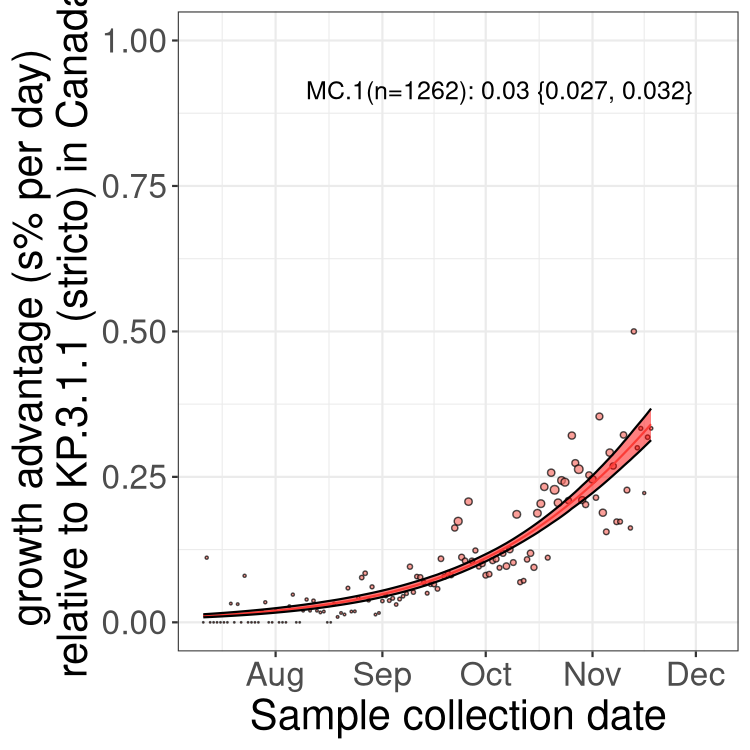 growth advantage (s% per day)
relative to KP.3.1.1 (stricto) in Canada
1.00
MC.1(n=1262): 0.03 {0.027, 0.032}
0.75
0.50
0.25
0.00
Aug Sep Oct Nov Dec
Sample collection date